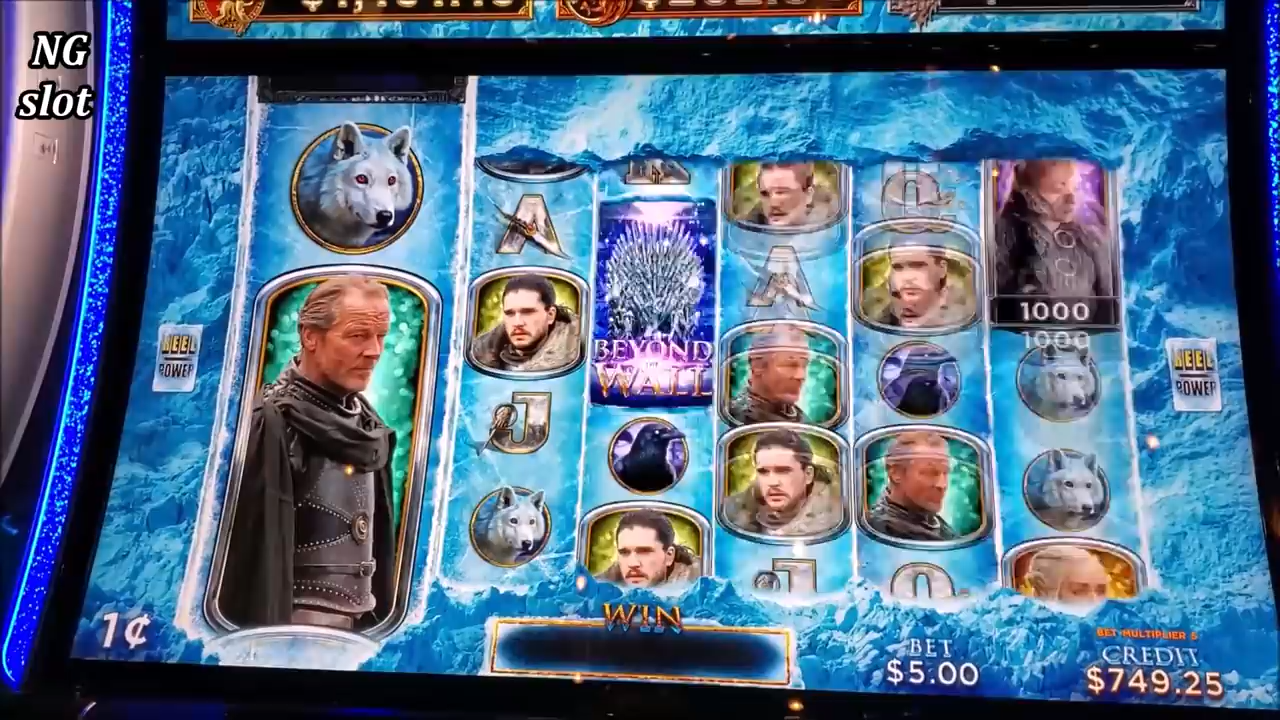 NG
slot
A
BEYOND
THE
WALL
A
Q
1000
1000
REEL
POWER
REEL
POWER
J
J
Q
1¢
WIN
BET
$5.00
BET MULTIPLIER 5
CREDIT
$749.25